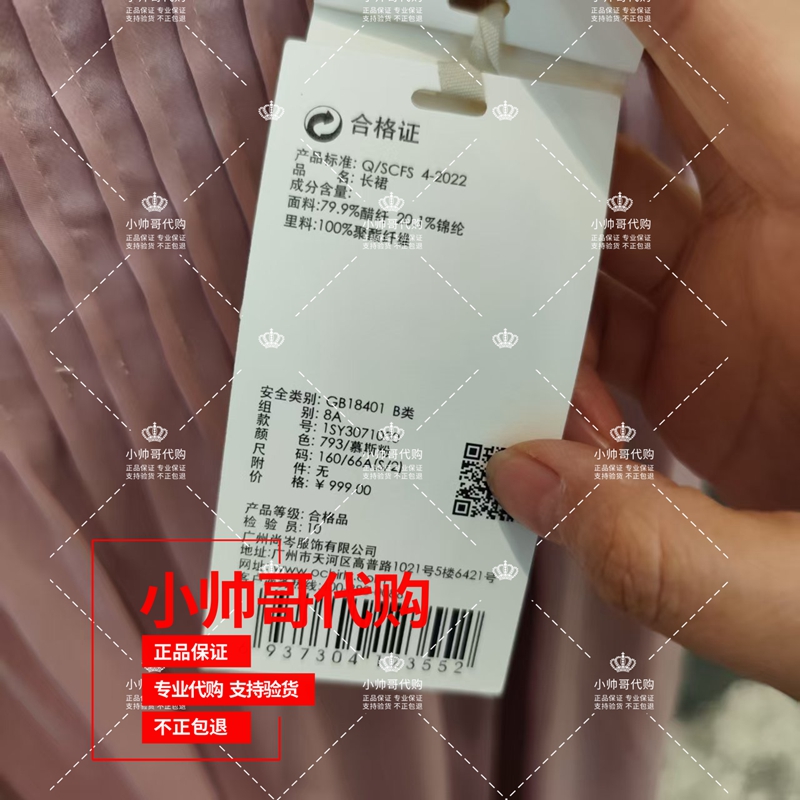 合格证
产品标准: Q/SCFS 4-2022
品 名: 长裙
成分含量:
面料:79.9%醋纤 20.1%锦纶
里料:100%聚酯纤维
安全类别: GB18401 B类
组 别: 8A
款 号: 1SY30710
颜 色: 793/慕斯粉
尺 码: 160/66A(S/2)
附 件: 无
价 格: ¥ 999.00
产品等级: 合格品
检 验 员: 10
广州尚岑服饰有限公司
地址:广州市天河区高普路1021号5楼6421号
网址:
小帅哥代购
正品保证
专业代购 支持验货
不正包退
小帅哥代购
正品保证 专业保证
支持验货 不正包退